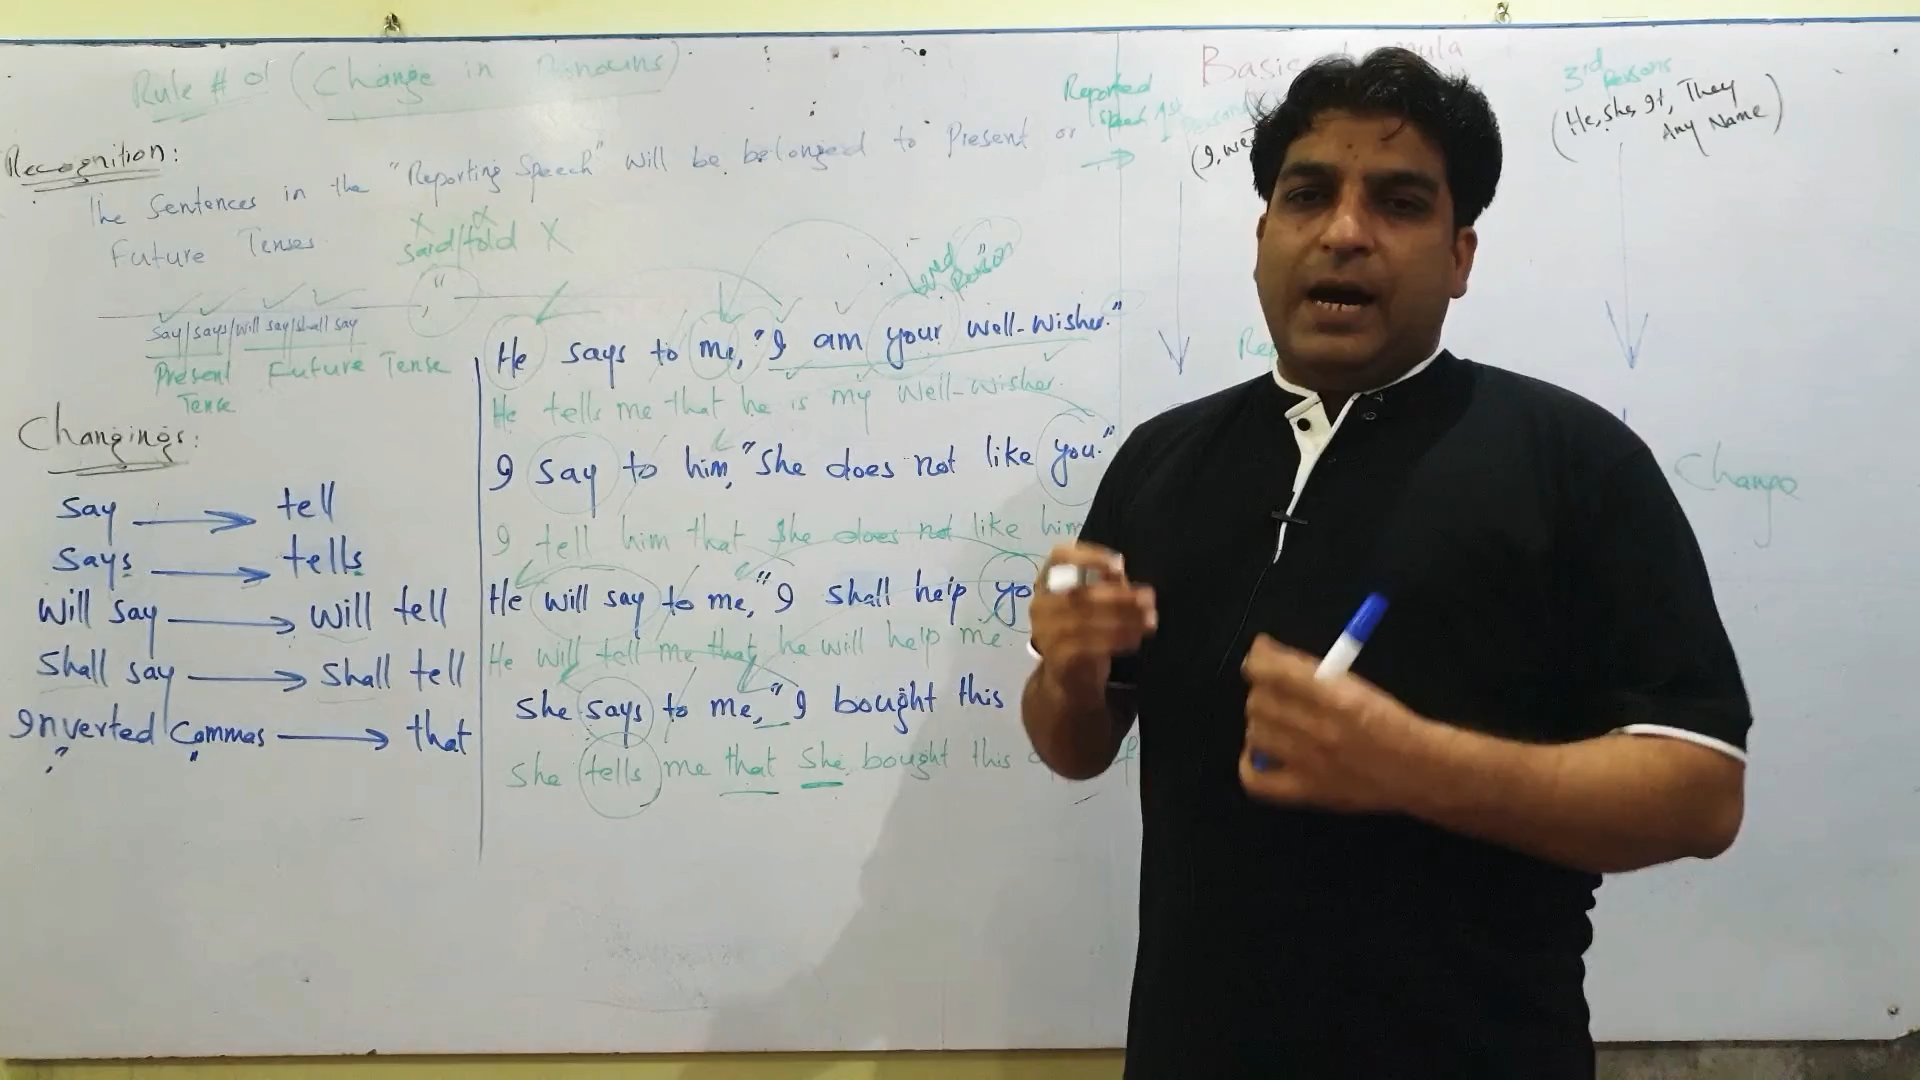 Rule # 01 (Change in Pronouns)
Recognition:
The Sentences in the "Reporting Speech" will be belonged to Present or
Future Tenses.
X X
said/told X
"
say/says/will say/shall say
Present Future Tense
Tense
Changings:
say → tell
says → tells
will say → will tell
Shall say → shall tell
Inverted Commas → that
" "
Person "
He says to me, "I am your well-wisher."
He tells me that he is my well-wisher.
I say to him, "She does not like you."
I tell him that she does not like him
He will say to me, "I shall help yo
He will tell me that he will help me.
She says to me, "I bought this
She tells me that she bought this
Basic
Reported
(I, we
3rd Persons
(He, She, It, They
Any Name)
Change